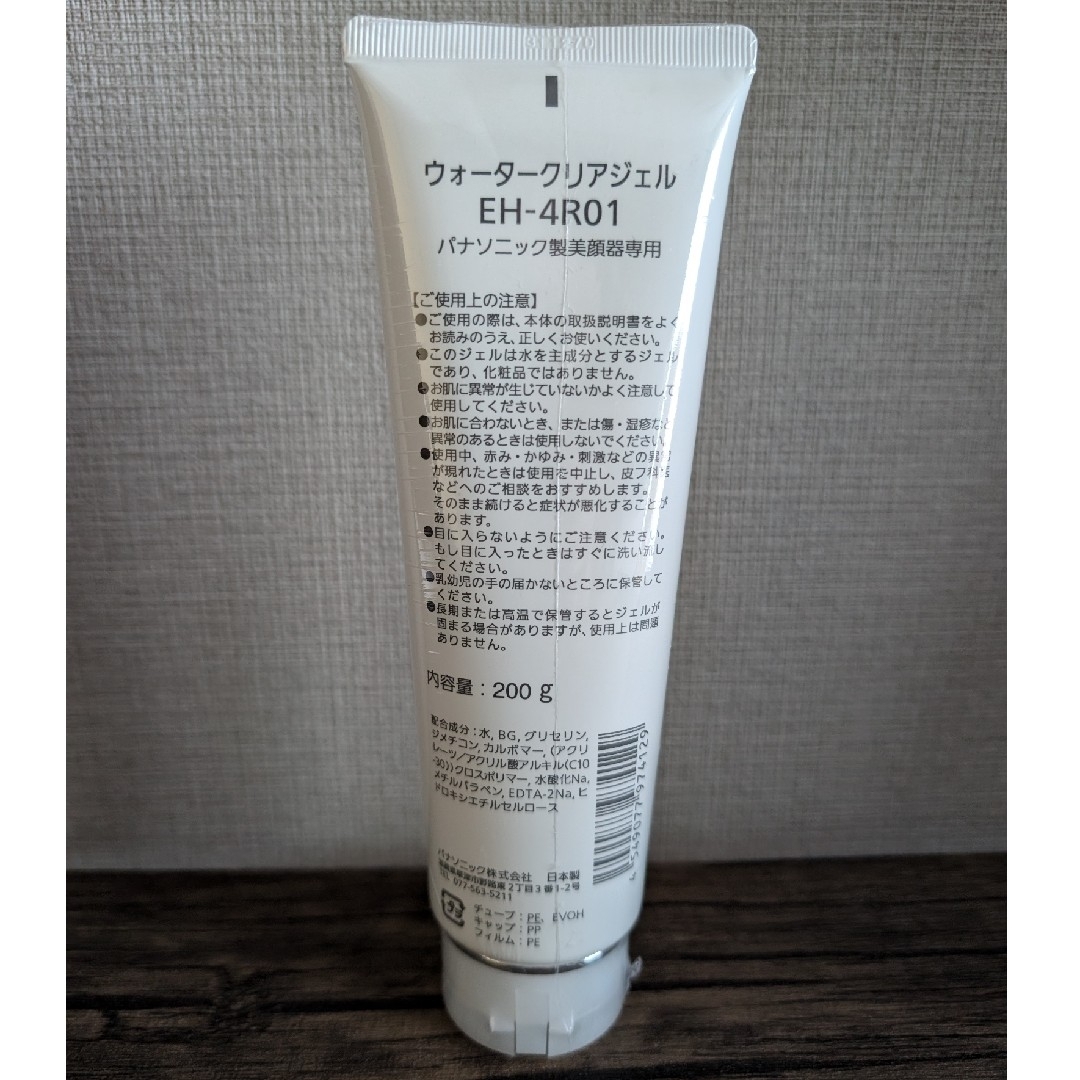 ウォータークリアジェル
EH-4R01
パナソニック製美顔器専用
【ご使用上の注意】
●ご使用の際は、本体の取扱説明書をよく
お読みのうえ、正しくお使いください。
●このジェルは水を主成分とするジェル
であり、化粧品ではありません。
●お肌に異常が生じていないかよく注意して
使用してください。
●お肌に合わないとき、または傷・湿疹など
異常のあるときは使用しないでください。
●使用中、赤み・かゆみ・刺激などの異常
が現れたときは使用を中止し、皮フ科医
などへのご相談をおすすめします。
そのまま続けると症状が悪化することが
あります。
●目に入らないようにご注意ください。
もし目に入ったときはすぐに洗い流し
てください。
●乳幼児の手の届かないところに保管して
ください。
●長期または高温で保管するとジェルが
固まる場合がありますが、使用上は問題
ありません。
内容量：200 g
配合成分：水, BG, グリセリン,
ジメチコン, カルボマー, (アクリ
レーツ/アクリル酸アルキル(C10
-30))クロスポリマー, 水酸化Na,
メチルパラベン, EDTA-2Na, ヒ
ドロキシエチルセルロース
4549077974129
パナソニック株式会社 日本製
東2丁目3番1-2号
TEL 077-563-5211
チューブ：PE、EVOH
キャップ：PP
フィルム：PE